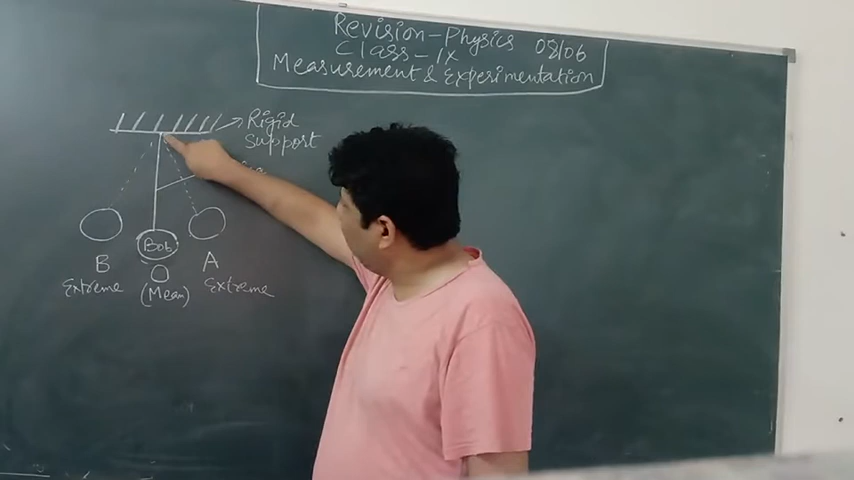 Revision-Physics 08/06
Class-IX
Measurement & Experimentation
Rigid
Support
Bob
B O A
Extreme (Mean) Extreme